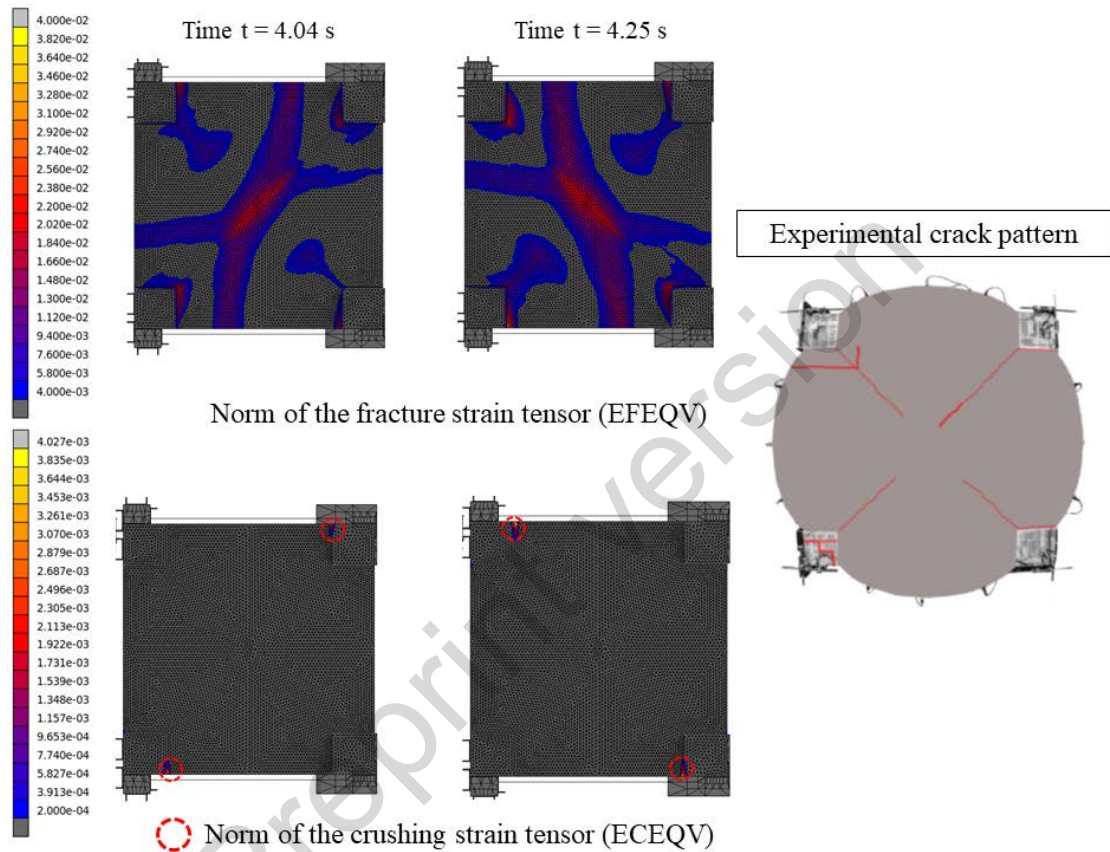 Time t = 4.04 s
Time t = 4.25 s
4.000e-02
3.820e-02
3.640e-02
3.460e-02
3.280e-02
3.100e-02
2.920e-02
2.740e-02
2.560e-02
2.380e-02
2.200e-02
2.020e-02
1.840e-02
1.660e-02
1.480e-02
1.300e-02
1.120e-02
9.400e-03
7.600e-03
5.800e-03
4.000e-03
Experimental crack pattern
Norm of the fracture strain tensor (EFEQV)
4.027e-03
3.835e-03
3.644e-03
3.453e-03
3.261e-03
3.070e-03
2.879e-03
2.687e-03
2.496e-03
2.305e-03
2.113e-03
1.922e-03
1.731e-03
1.539e-03
1.348e-03
1.157e-03
9.653e-04
7.740e-04
5.827e-04
3.913e-04
2.000e-04
Norm of the crushing strain tensor (ECEQV)
Preprint version